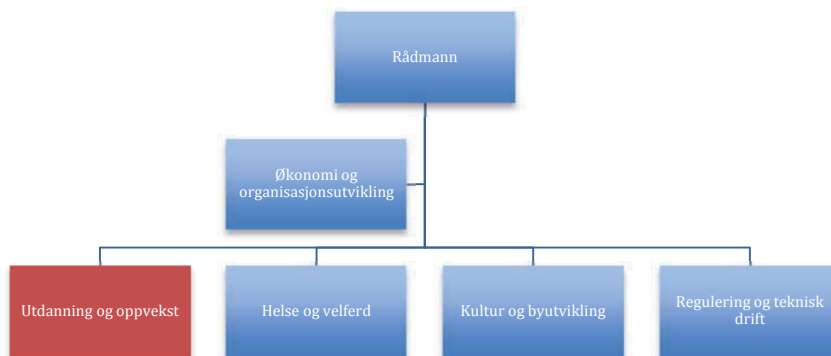 Rådmann
Økonomi og
organisasjonsutvikling
Utdanning og oppvekst
Helse og velferd
Kultur og byutvikling
Regulering og teknisk
drift